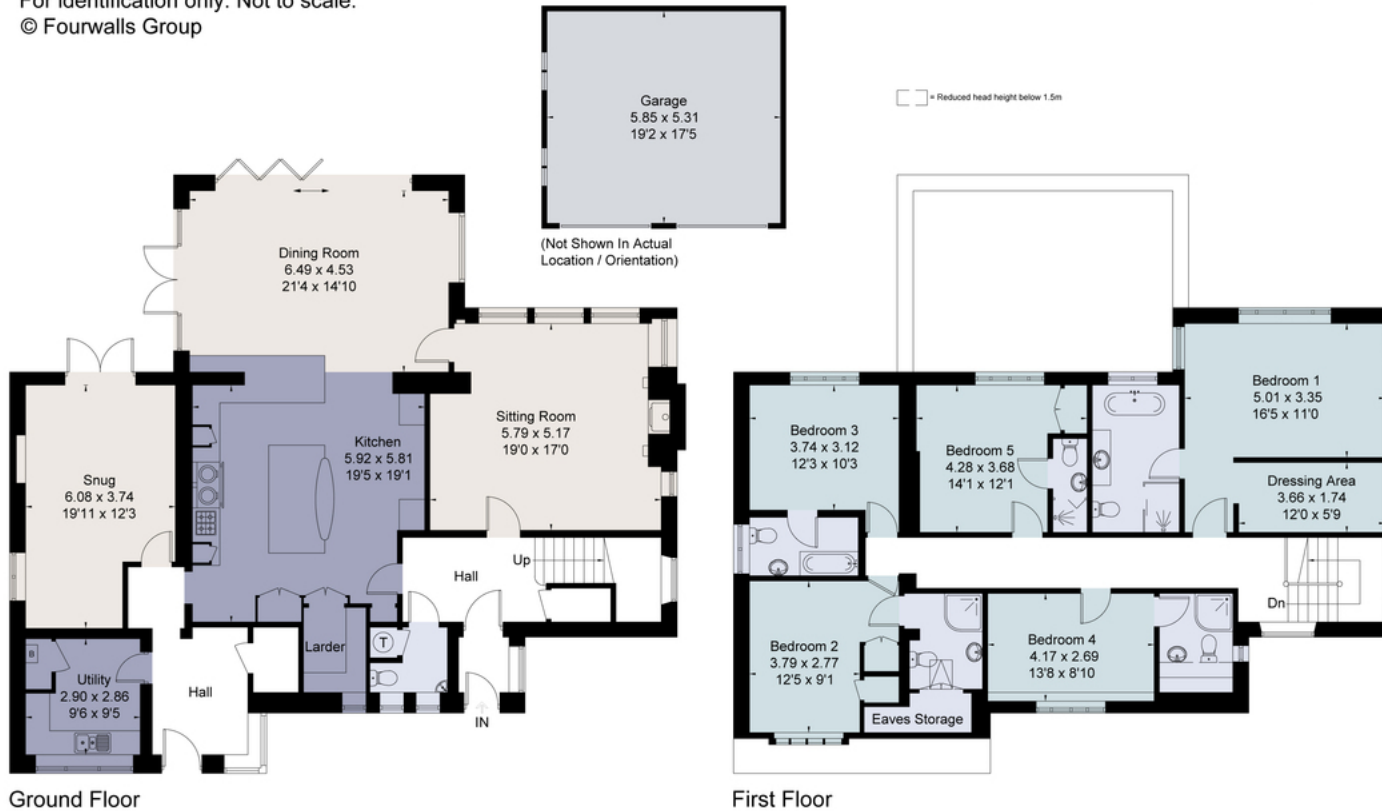 For identification only. Not to scale.
© Fourwalls Group
Garage
5.85 x 5.31
19'2 x 17'5
(Not Shown In Actual
Location / Orientation)
= Reduced head height below 1.5m
Dining Room
6.49 x 4.53
21'4 x 14'10
Sitting Room
5.79 x 5.17
19'0 x 17'0
Kitchen
5.92 x 5.81
19'5 x 19'1
Snug
6.08 x 3.74
19'11 x 12'3
Up
Hall
T
Larder
B
Utility
2.90 x 2.86
9'6 x 9'5
Hall
IN
Ground Floor
Bedroom 1
5.01 x 3.35
16'5 x 11'0
Bedroom 3
3.74 x 3.12
12'3 x 10'3
Bedroom 5
4.28 x 3.68
14'1 x 12'1
Dressing Area
3.66 x 1.74
12'0 x 5'9
Dn
Bedroom 2
3.79 x 2.77
12'5 x 9'1
Bedroom 4
4.17 x 2.69
13'8 x 8'10
Eaves Storage
First Floor